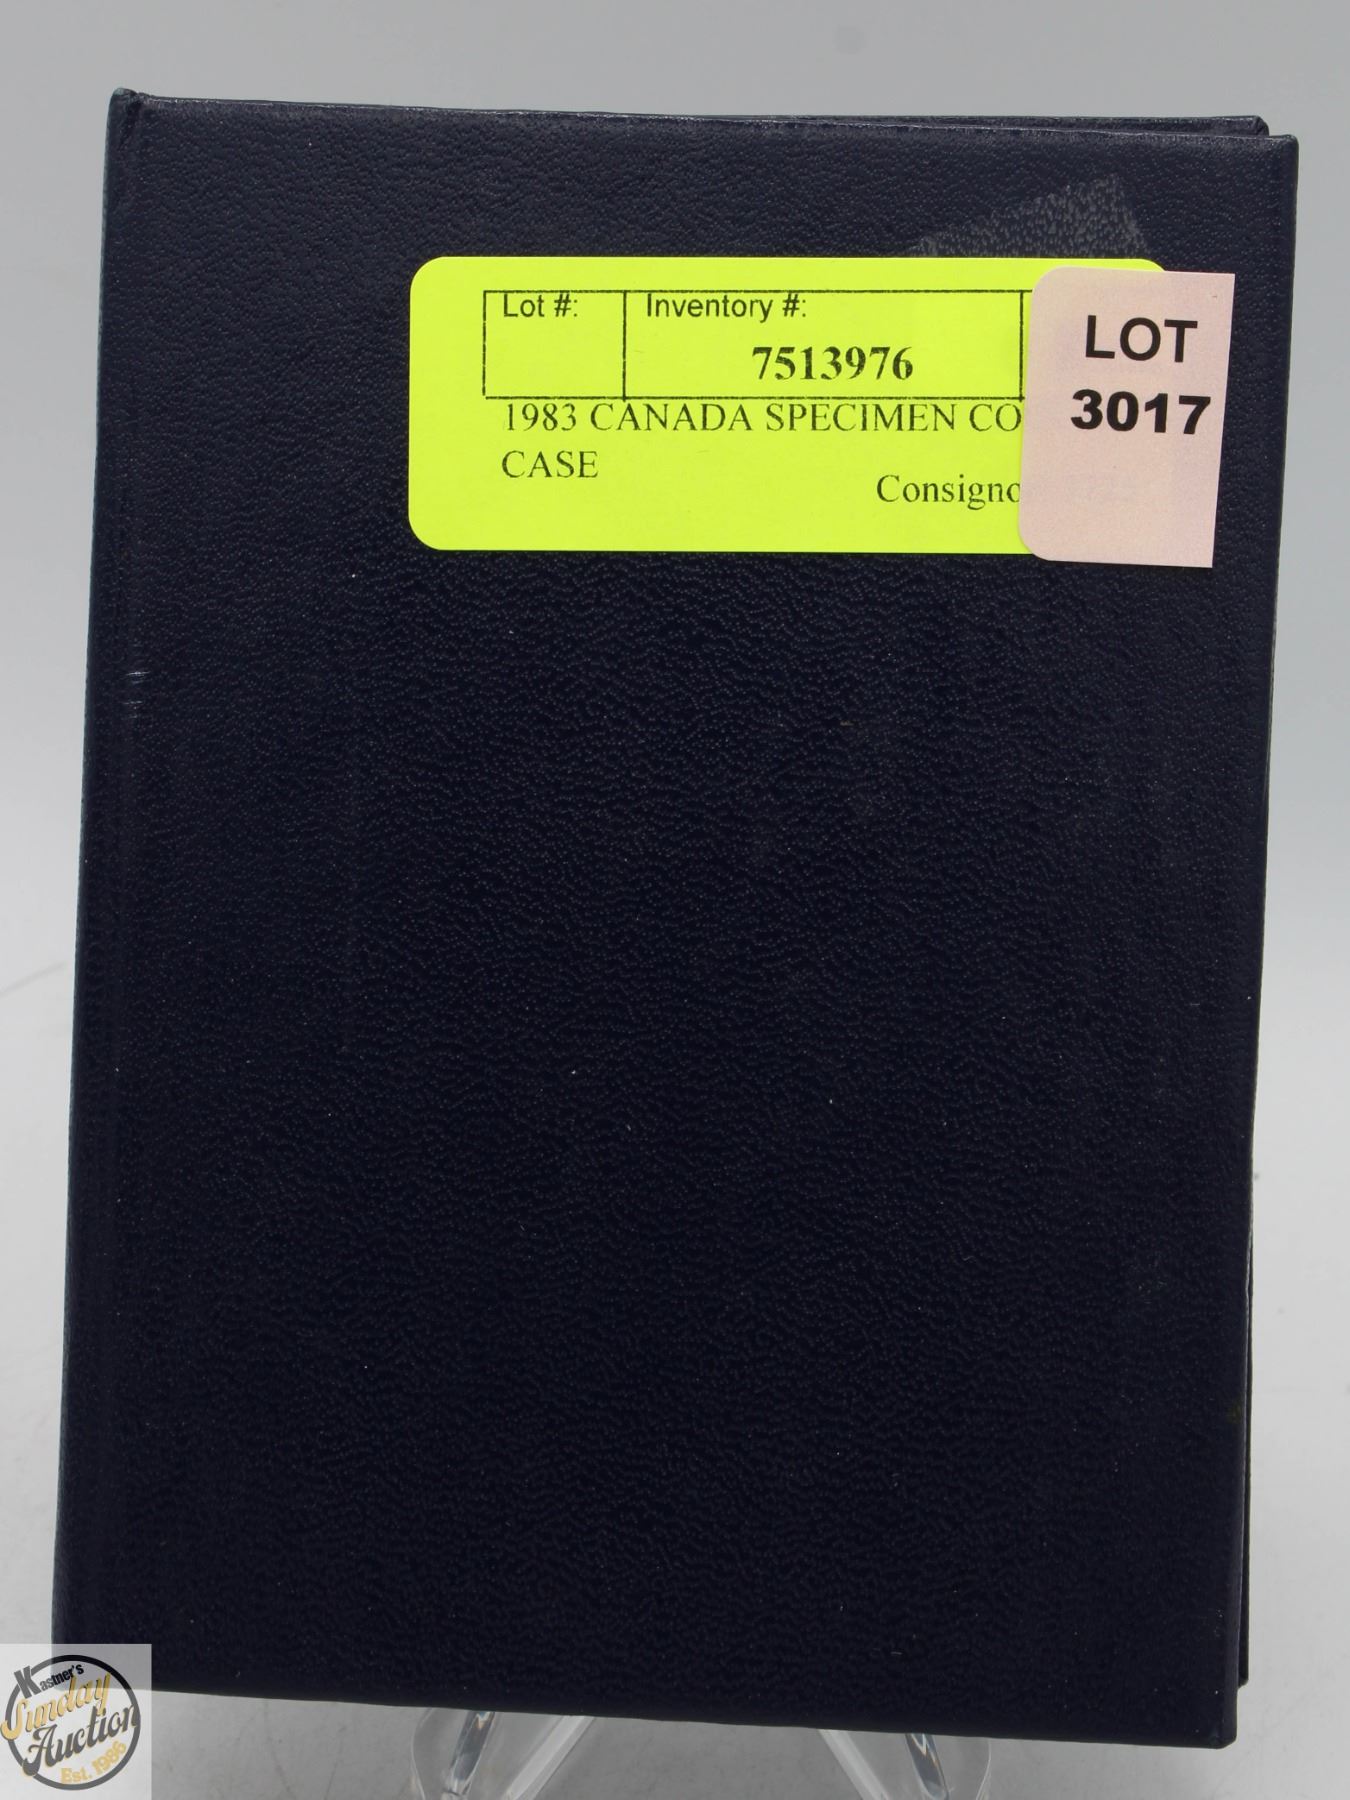 Lot #:
Inventory #:
7513976
1983 CANADA SPECIMEN CO
CASE
Consigno
LOT
3017
Kastner's
Sunday
Auction
Est. 1986